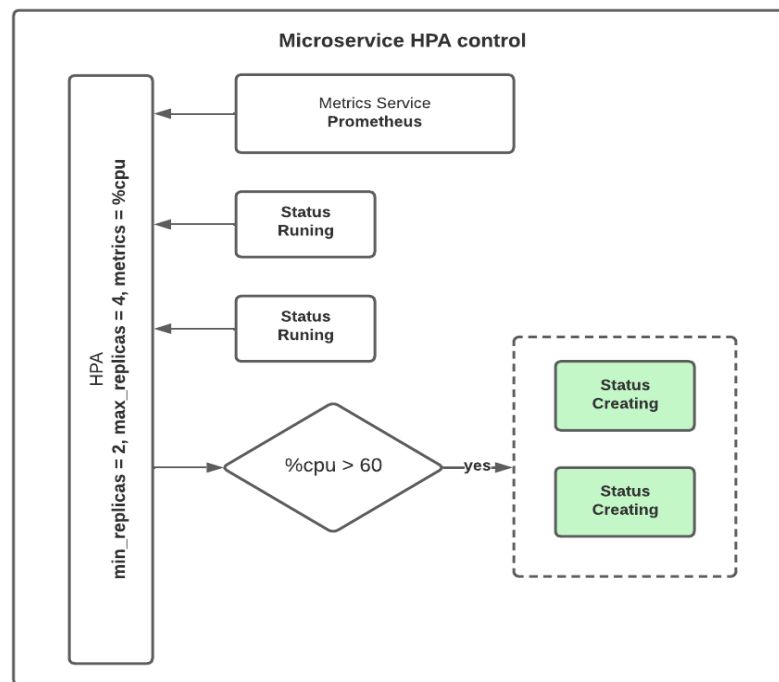 Microservice HPA control
Metrics Service
Prometheus
Status
Runing
Status
Runing
HPA
min_replicas = 2, max_replicas = 4, metrics = %cpu
%cpu > 60
yes
Status
Creating
Status
Creating